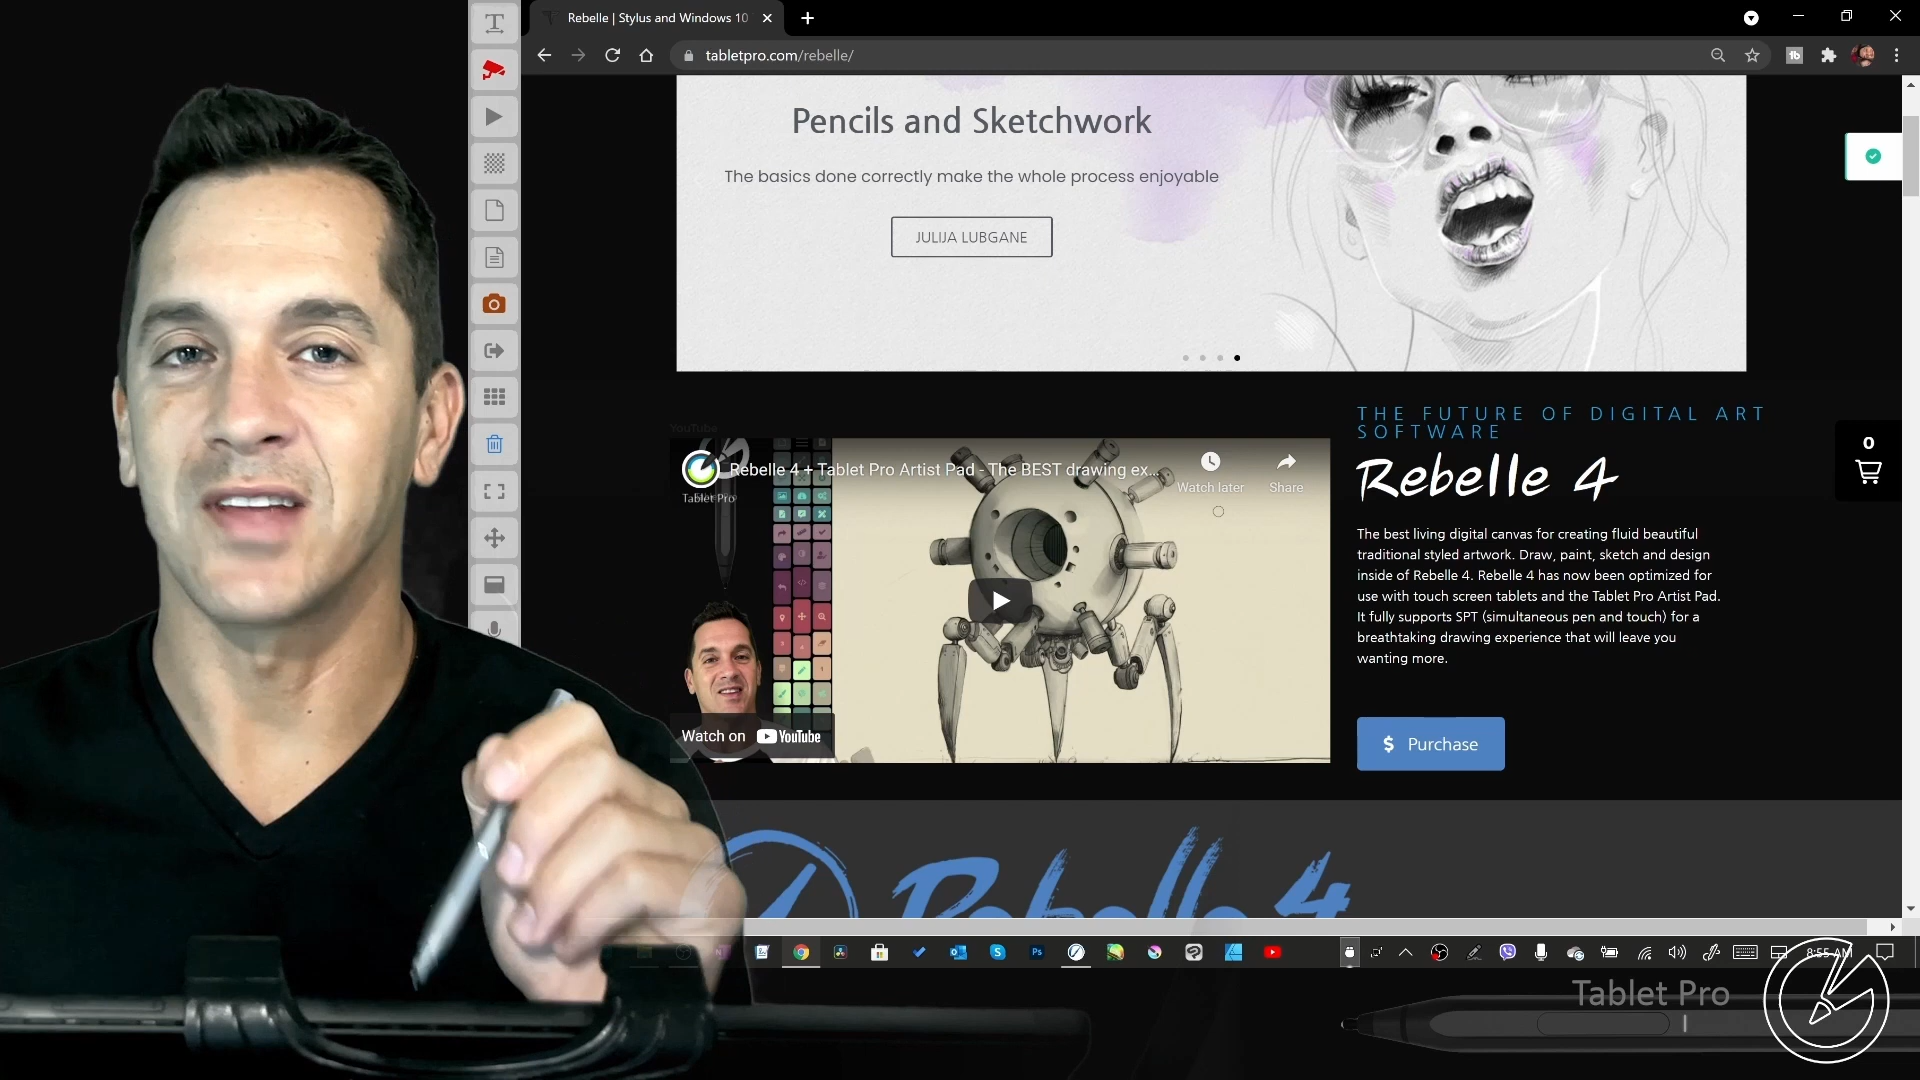 Rebelle | Stylus and Windows 10
tabletpro.com/rebelle/
Pencils and Sketchwork
The basics done correctly make the whole process enjoyable
JULIJA LUBGANE
THE FUTURE OF DIGITAL ART
SOFTWARE
Rebelle 4
0
YouTube
Rebelle 4 + Tablet Pro Artist Pad - The BEST drawing ex...
Tablet Pro
Watch later
Share
Watch on YouTube
The best living digital canvas for creating fluid beautiful
traditional styled artwork. Draw, paint, sketch and design
inside of Rebelle 4. Rebelle 4 has now been optimized for
use with touch screen tablets and the Tablet Pro Artist Pad.
It fully supports SPT (simultaneous pen and touch) for a
breathtaking drawing experience that will leave you
wanting more.
$ Purchase
Rebelle 4
8:55 AM
Tablet Pro